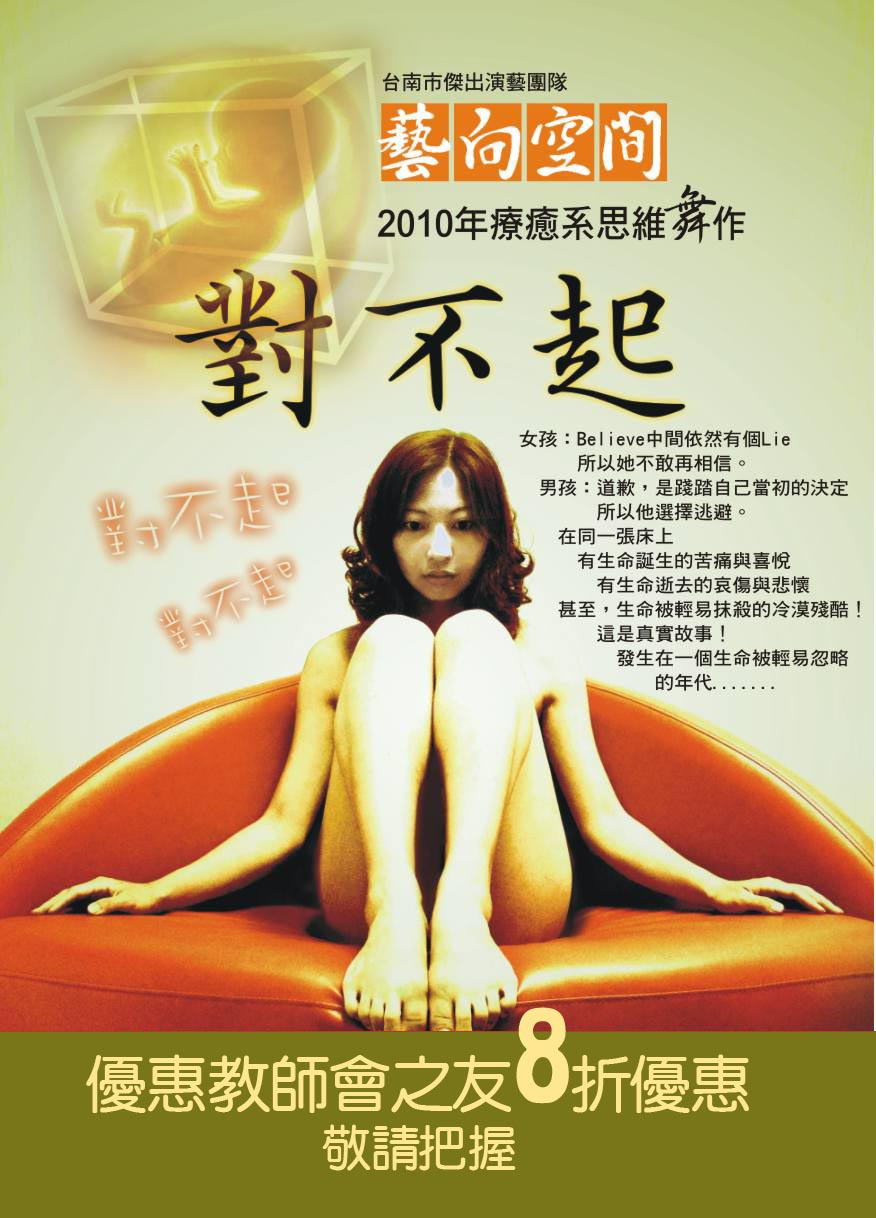 台南市傑出演藝團隊
藝向空間
2010年療癒系思維舞作
對不起
女孩：Believe中間依然有個Lie
所以她不敢再相信。
男孩：道歉，是踐踏自己當初的決定
所以他選擇逃避。
在同一張床上
有生命誕生的苦痛與喜悅
有生命逝去的哀傷與悲懷
甚至，生命被輕易抹殺的冷漠殘酷！
這是真實故事！
發生在一個生命被輕易忽略
的年代.......
對不起
對不起
優惠教師會之友8折優惠
敬請把握